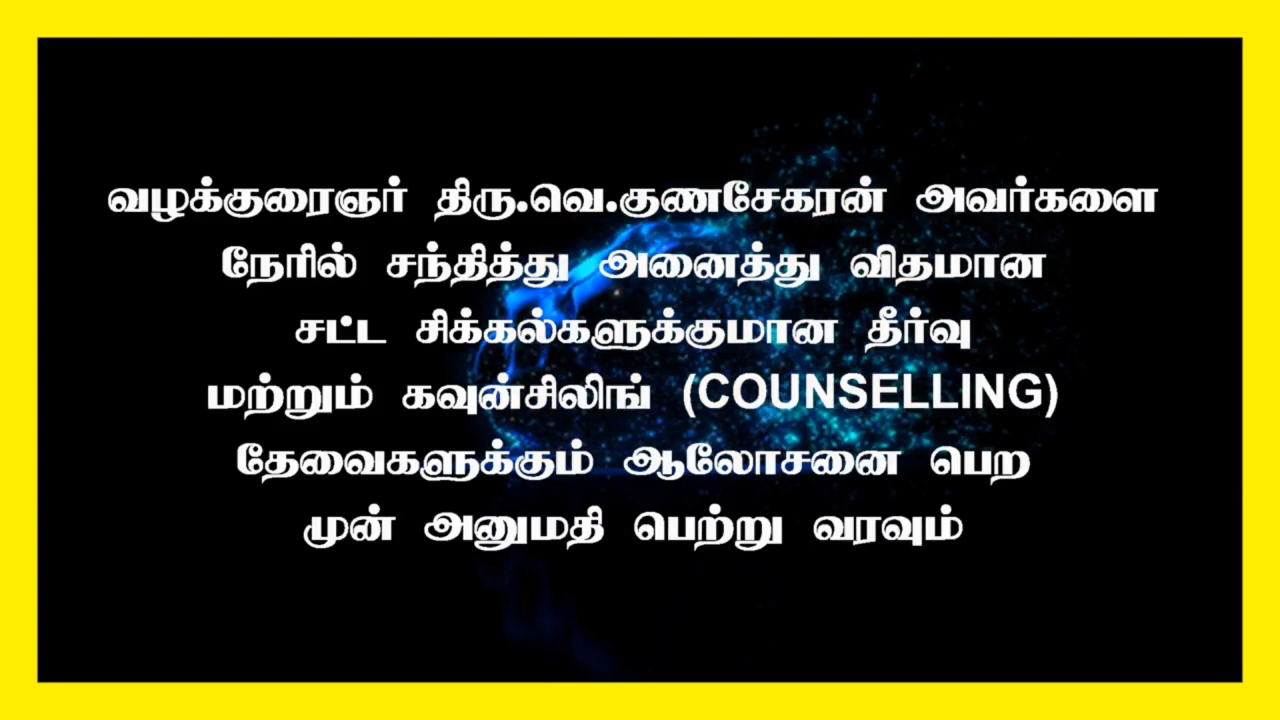 வழக்குரைஞர் திரு.வெ.குணசேகரன் அவர்களை
நேரில் சந்தித்து அனைத்து விதமான
சட்ட சிக்கல்களுக்குமான தீர்வு
மற்றும் கவுன்சிலிங் (COUNSELLING)
தேவைகளுக்கும் ஆலோசனை பெற
முன் அனுமதி பெற்று வரவும்